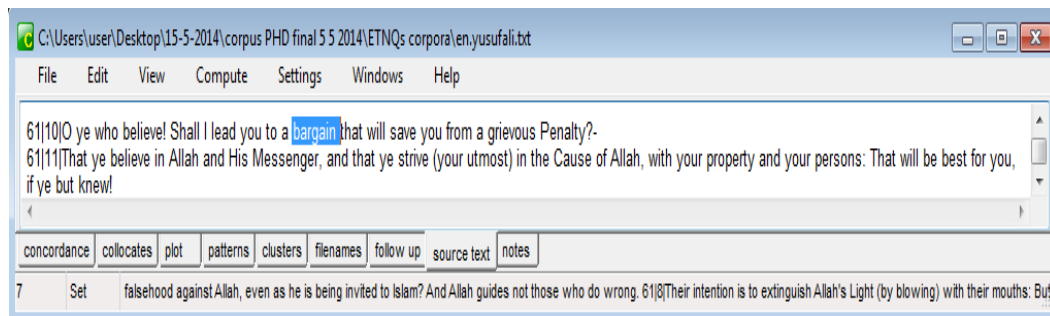 C:\Users\user\Desktop\15-5-2014\corpus PHD final 5 5 2014\ETNQs corpora\en.yusufali.txt
File Edit View Compute Settings Windows Help
61|10|O ye who believe! Shall I lead you to a bargain that will save you from a grievous Penalty?-
61|11|That ye believe in Allah and His Messenger, and that ye strive (your utmost) in the Cause of Allah, with your property and your persons: That will be best for you,
if ye but knew!
concordance collocates plot patterns clusters filenames follow up source text notes
7 Set falsehood against Allah, even as he is being invited to Islam? And Allah guides not those who do wrong. 61|8|Their intention is to extinguish Allah's Light (by blowing) with their mouths: But